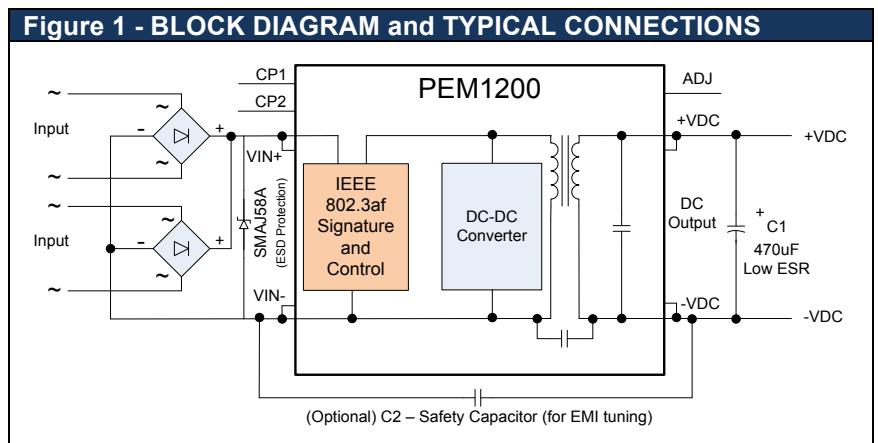 Figure 1 - BLOCK DIAGRAM and TYPICAL CONNECTIONS
CP1
CP2
PEM1200
ADJ
~
~
Input
-
+
~
~
VIN+
+VDC
+VDC
SMAJ58A
(ESD Protection)
IEEE
802.3af
Signature
and
Control
DC-DC
Converter
DC
Output
+
C1
470uF
Low ESR
~
~
Input
-
+
~
~
VIN-
-VDC
-VDC
(Optional) C2 – Safety Capacitor (for EMI tuning)